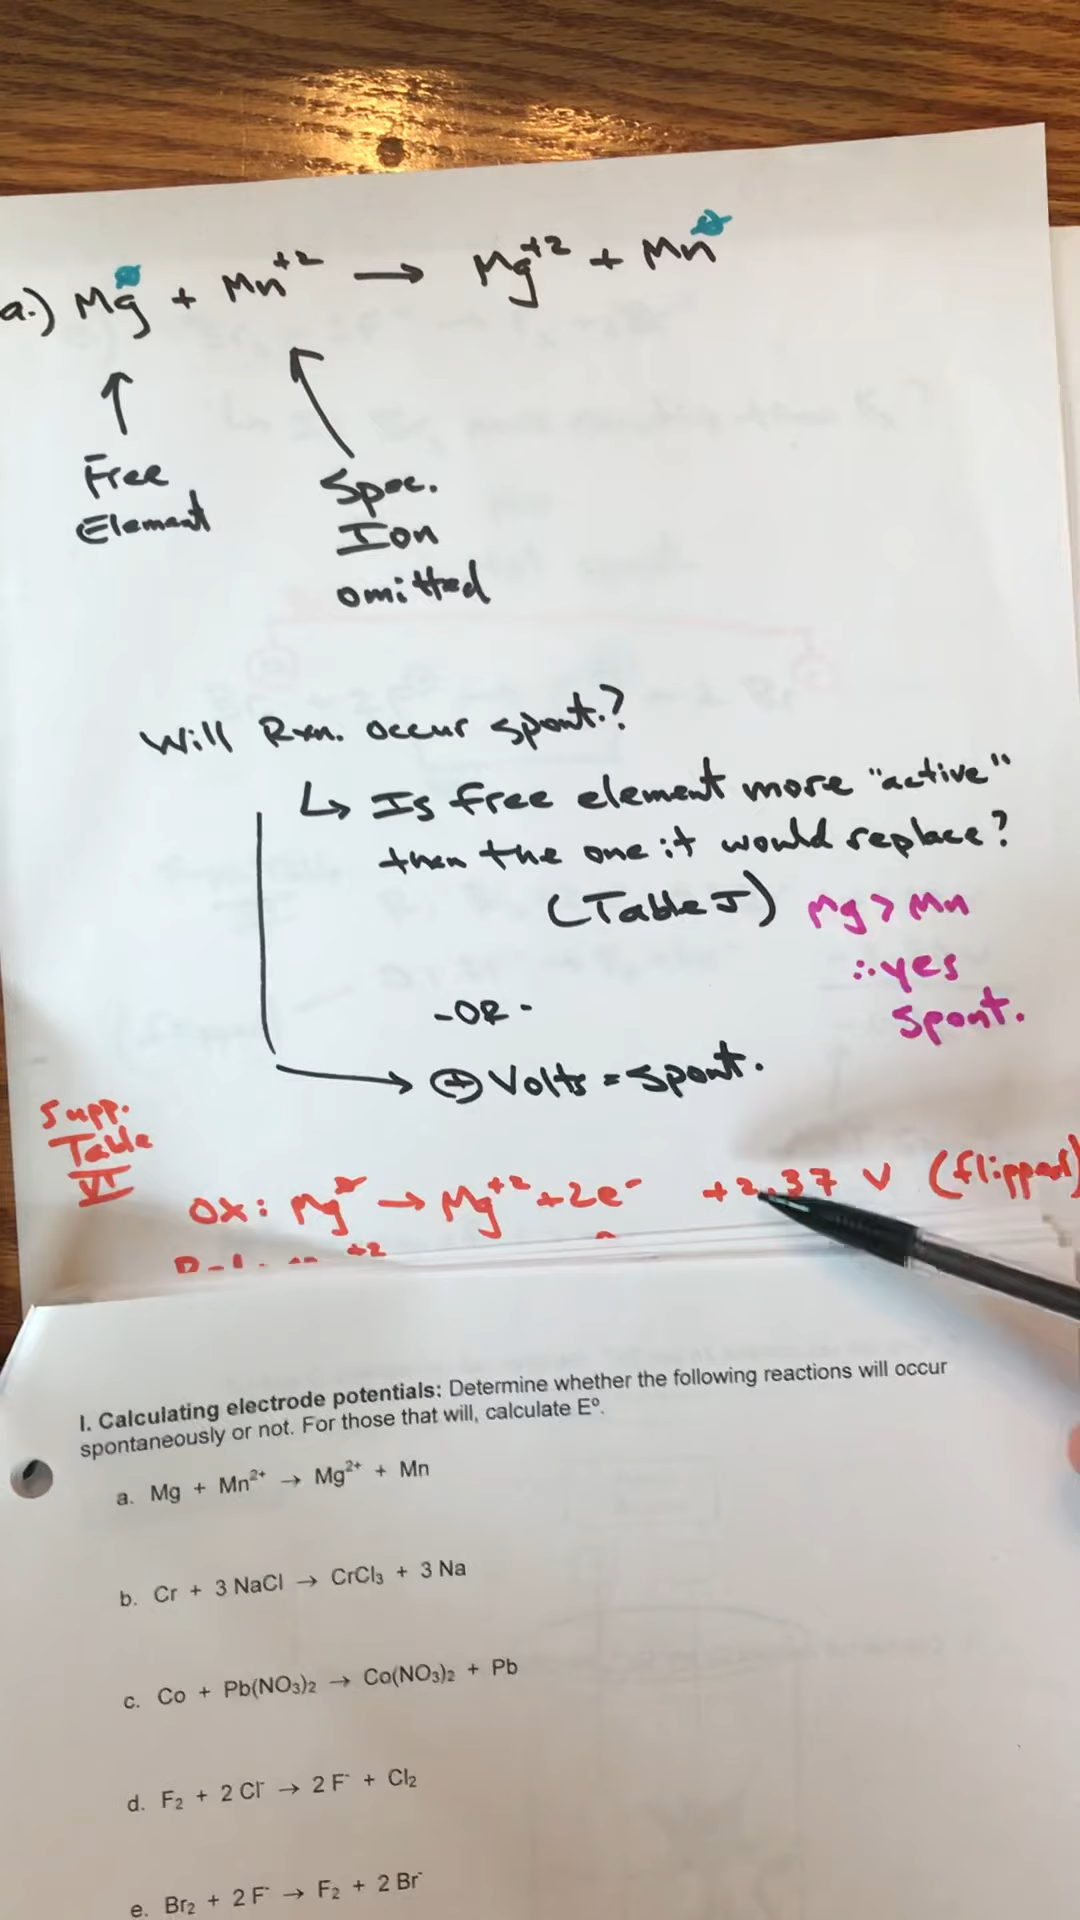 a.) Mg + Mn+2 → Mg+2 + Mn
↑
Free
Element
Spec.
Ion
omitted
Will Rxn. occur spont.?
↳ Is free element more "active"
then the one it would replace?
(Table J) Mg > Mn
∴ yes
spont.
-OR-
→ ⊕ Volts = spont.
Supp.
Table
VI
Ox: Mg → Mg+2 + 2e- +2.37 V (flipped)
I. Calculating electrode potentials: Determine whether the following reactions will occur
spontaneously or not. For those that will, calculate Eº.
a. Mg + Mn²⁺ → Mg²⁺ + Mn
b. Cr + 3 NaCl → CrCl₃ + 3 Na
c. Co + Pb(NO₃)₂ → Co(NO₃)₂ + Pb
d. F₂ + 2 Cl⁻ → 2 F⁻ + Cl₂
e. Br₂ + 2 F⁻ → F₂ + 2 Br⁻